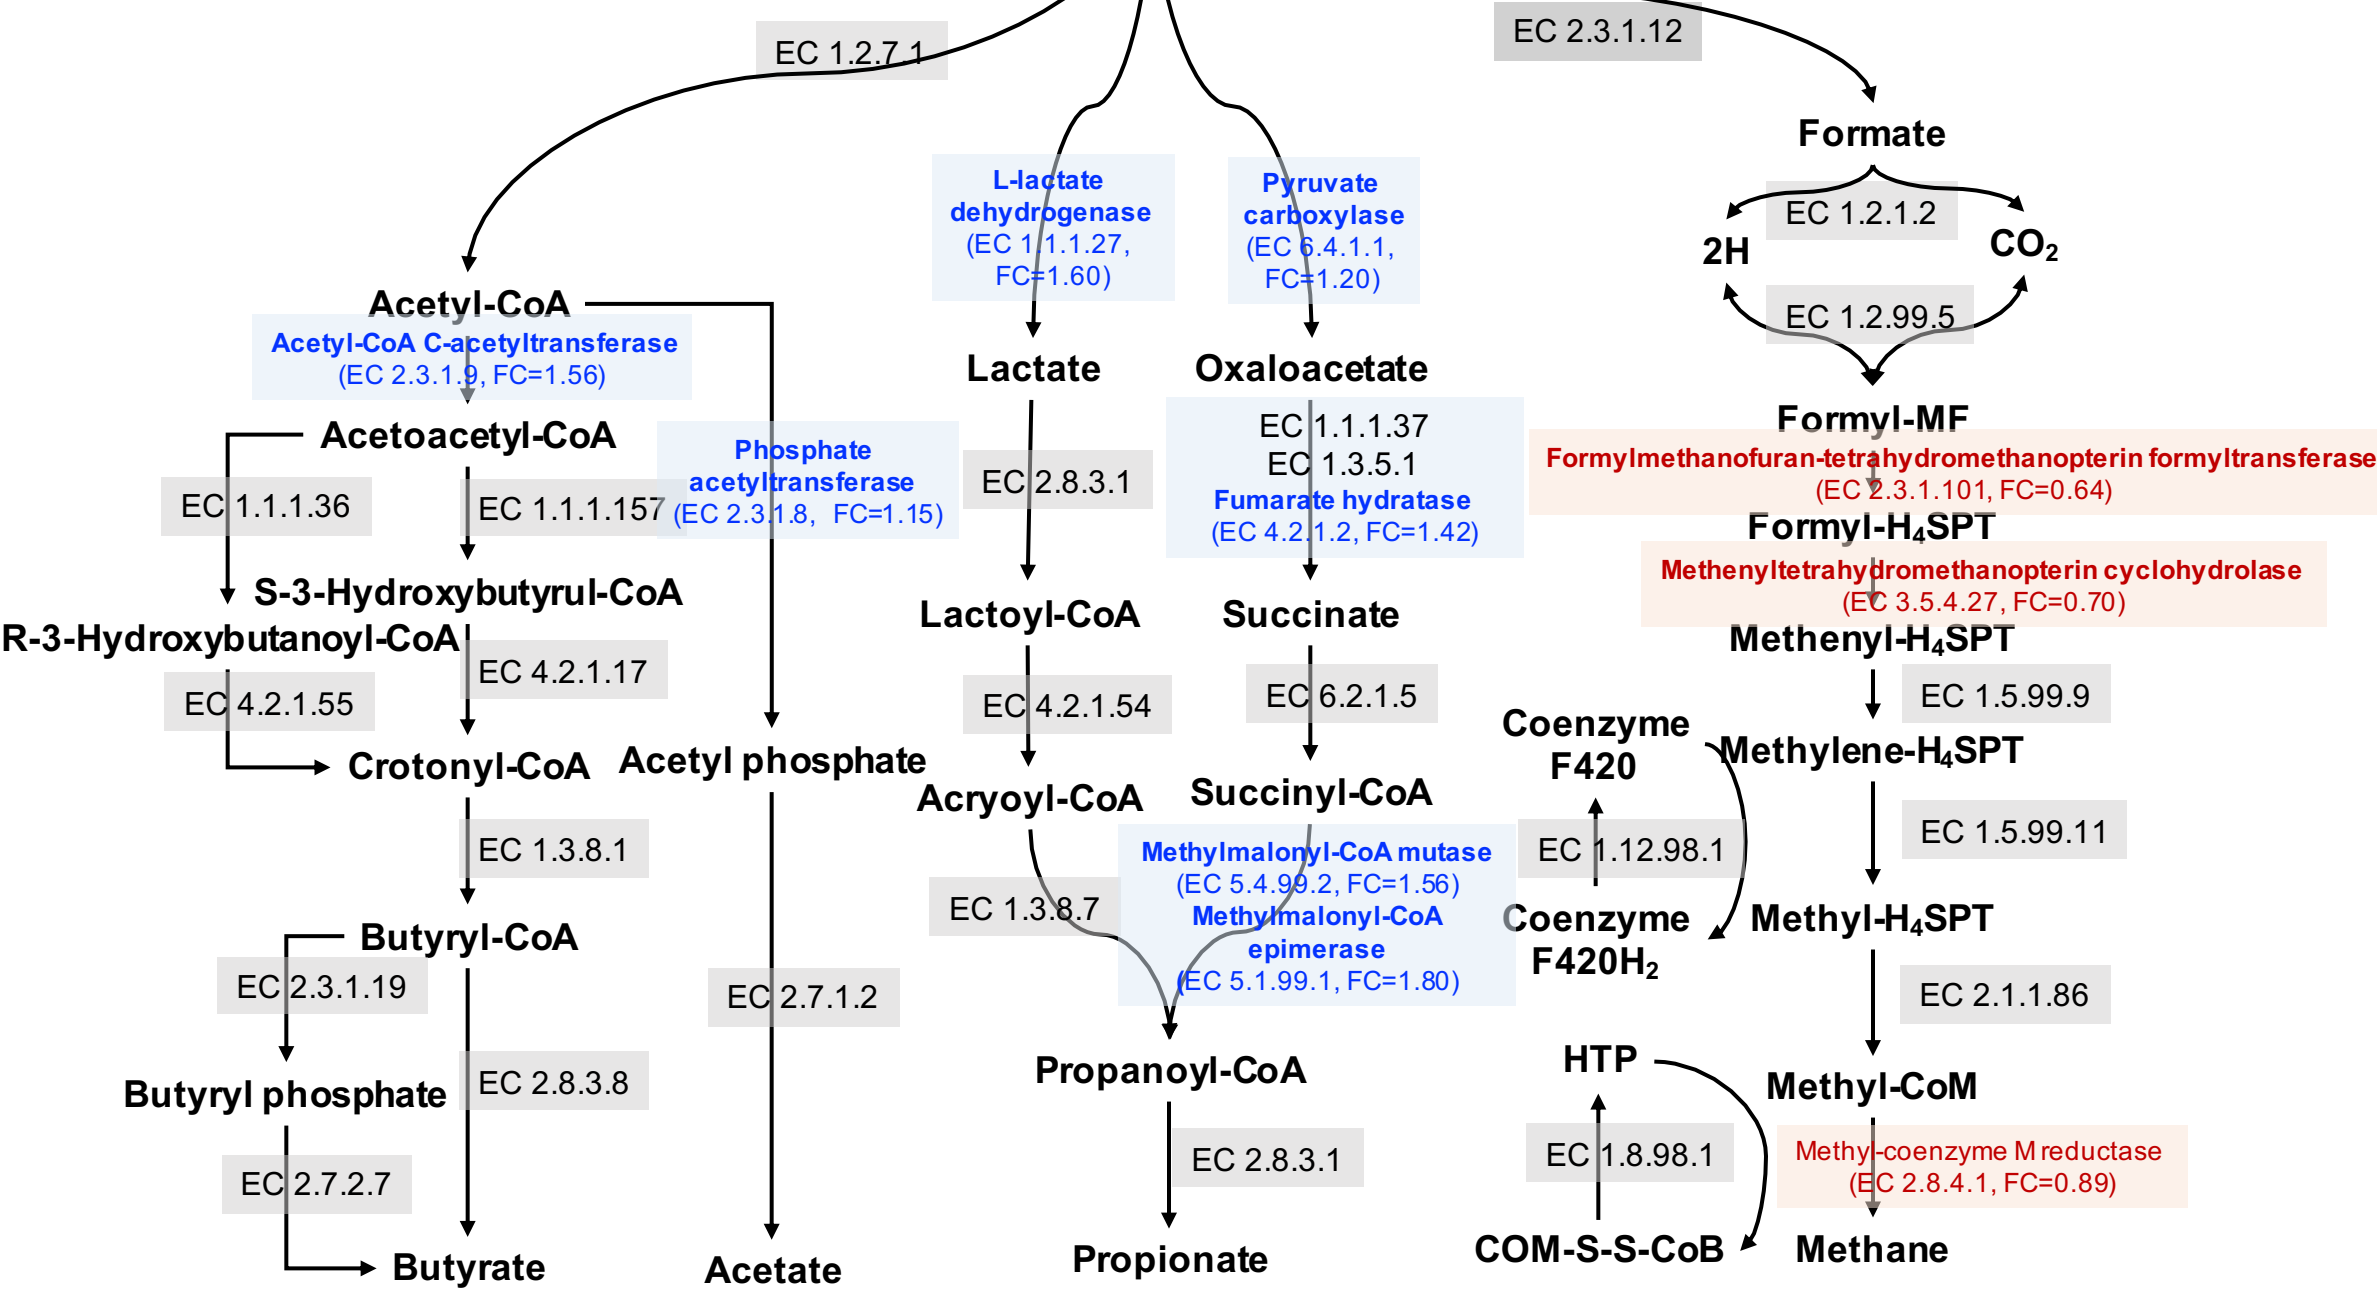 EC 1.2.7.1
EC 2.3.1.12
Formate
EC 1.2.1.2
2H
CO₂
EC 1.2.99.5
L-lactate
dehydrogenase
(EC 1.1.1.27,
FC=1.60)
Pyruvate
carboxylase
(EC 6.4.1.1,
FC=1.20)
Acetyl-CoA
Acetyl-CoA C-acetyltransferase
(EC 2.3.1.9, FC=1.56)
Acetoacetyl-CoA
EC 1.1.1.36
EC 1.1.1.157
Phosphate
acetyltransferase
(EC 2.3.1.8, FC=1.15)
S-3-Hydroxybutyrul-CoA
R-3-Hydroxybutanoyl-CoA
EC 4.2.1.55
EC 4.2.1.17
Crotonyl-CoA
Acetyl phosphate
EC 1.3.8.1
Butyryl-CoA
EC 2.3.1.19
Butyryl phosphate
EC 2.8.3.8
EC 2.7.2.7
Butyrate
EC 2.7.1.2
Acetate
Lactate
EC 2.8.3.1
Lactoyl-CoA
EC 4.2.1.54
Acryoyl-CoA
EC 1.3.8.7
Oxaloacetate
EC 1.1.1.37
EC 1.3.5.1
Fumarate hydratase
(EC 4.2.1.2, FC=1.42)
Succinate
EC 6.2.1.5
Succinyl-CoA
Methylmalonyl-CoA mutase
(EC 5.4.99.2, FC=1.56)
Methylmalonyl-CoA
epimerase
(EC 5.1.99.1, FC=1.80)
Propanoyl-CoA
EC 2.8.3.1
Propionate
Formyl-MF
Formylmethanofuran-tetrahydromethanopterin formyltransferase
(EC 2.3.1.101, FC=0.64)
Formyl-H₄SPT
Methenyltetrahydromethanopterin cyclohydrolase
(EC 3.5.4.27, FC=0.70)
Methenyl-H₄SPT
EC 1.5.99.9
Methylene-H₄SPT
EC 1.5.99.11
Methyl-H₄SPT
EC 2.1.1.86
Methyl-CoM
Methyl-coenzyme M reductase
(EC 2.8.4.1, FC=0.89)
Methane
Coenzyme
F420
EC 1.12.98.1
Coenzyme
F420H₂
HTP
EC 1.8.98.1
COM-S-S-CoB